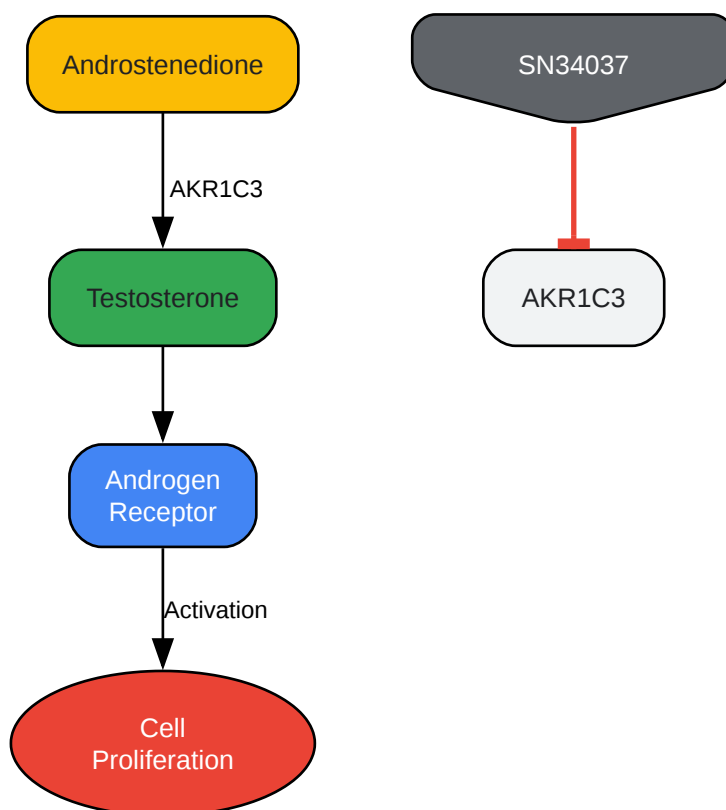 Androstenedione
SN34037
AKR1C3
Testosterone
AKR1C3
Androgen
Receptor
Activation
Cell
Proliferation